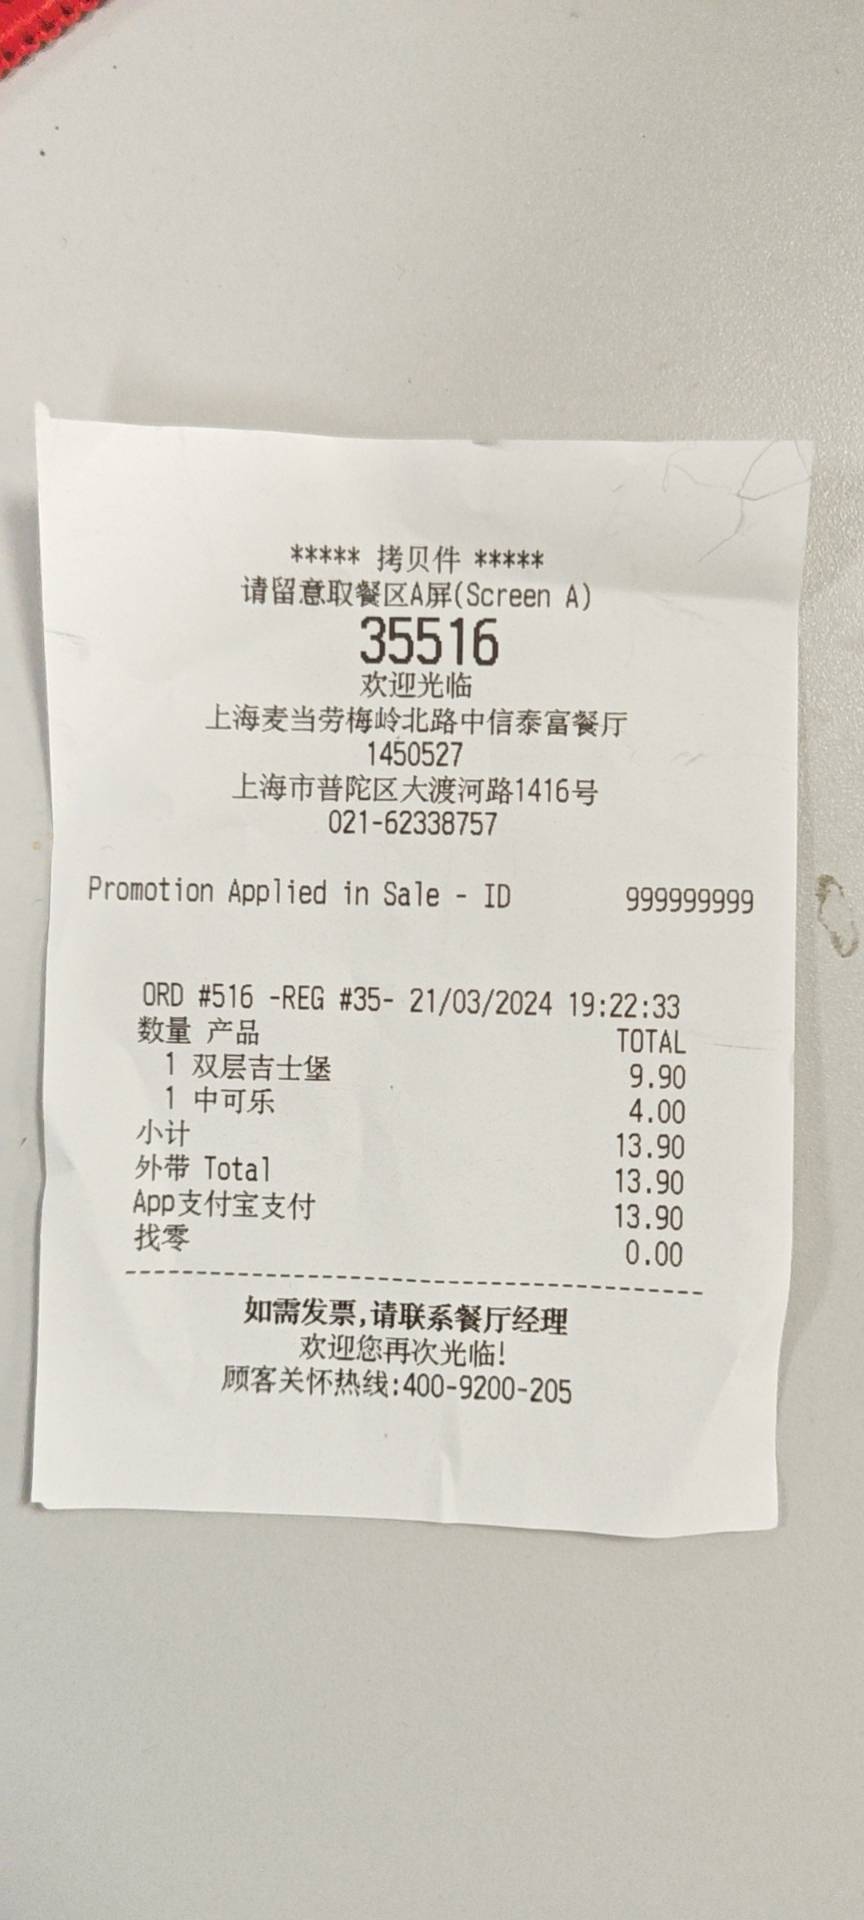 ***** 拷贝件 *****
请留意取餐区A屏(Screen A)
35516
欢迎光临
上海麦当劳梅岭北路中信泰富餐厅
1450527
上海市普陀区大渡河路1416号
021-62338757
Promotion Applied in Sale - ID 999999999
ORD #516 -REG #35- 21/03/2024 19:22:33
数量 产品 TOTAL
1 双层吉士堡 9.90
1 中可乐 4.00
小计 13.90
外带 Total 13.90
App支付宝支付 13.90
找零 0.00
--------------------------------
如需发票,请联系餐厅经理
欢迎您再次光临!
顾客关怀热线:400-9200-205